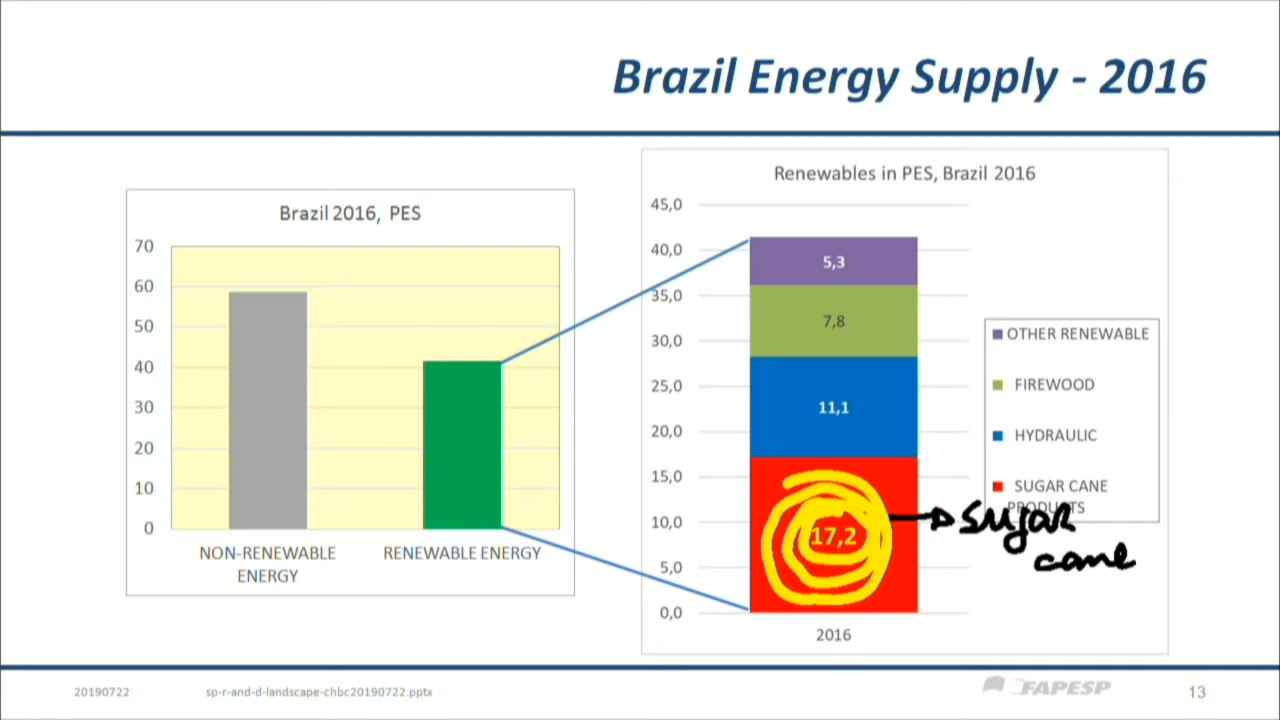 Brazil Energy Supply - 2016
Brazil 2016, PES
70
60
50
40
30
20
10
0
NON-RENEWABLE
ENERGY
RENEWABLE ENERGY
Renewables in PES, Brazil 2016
45,0
40,0
35,0
30,0
25,0
20,0
15,0
10,0
5,0
0,0
5,3
7,8
11,1
17,2
2016
OTHER RENEWABLE
FIREWOOD
HYDRAULIC
SUGAR CANE
PRODUCTS
Sugar
cane
20190722
sp-r-and-d-landscape-chbc20190722.pptx
FAPESP
13